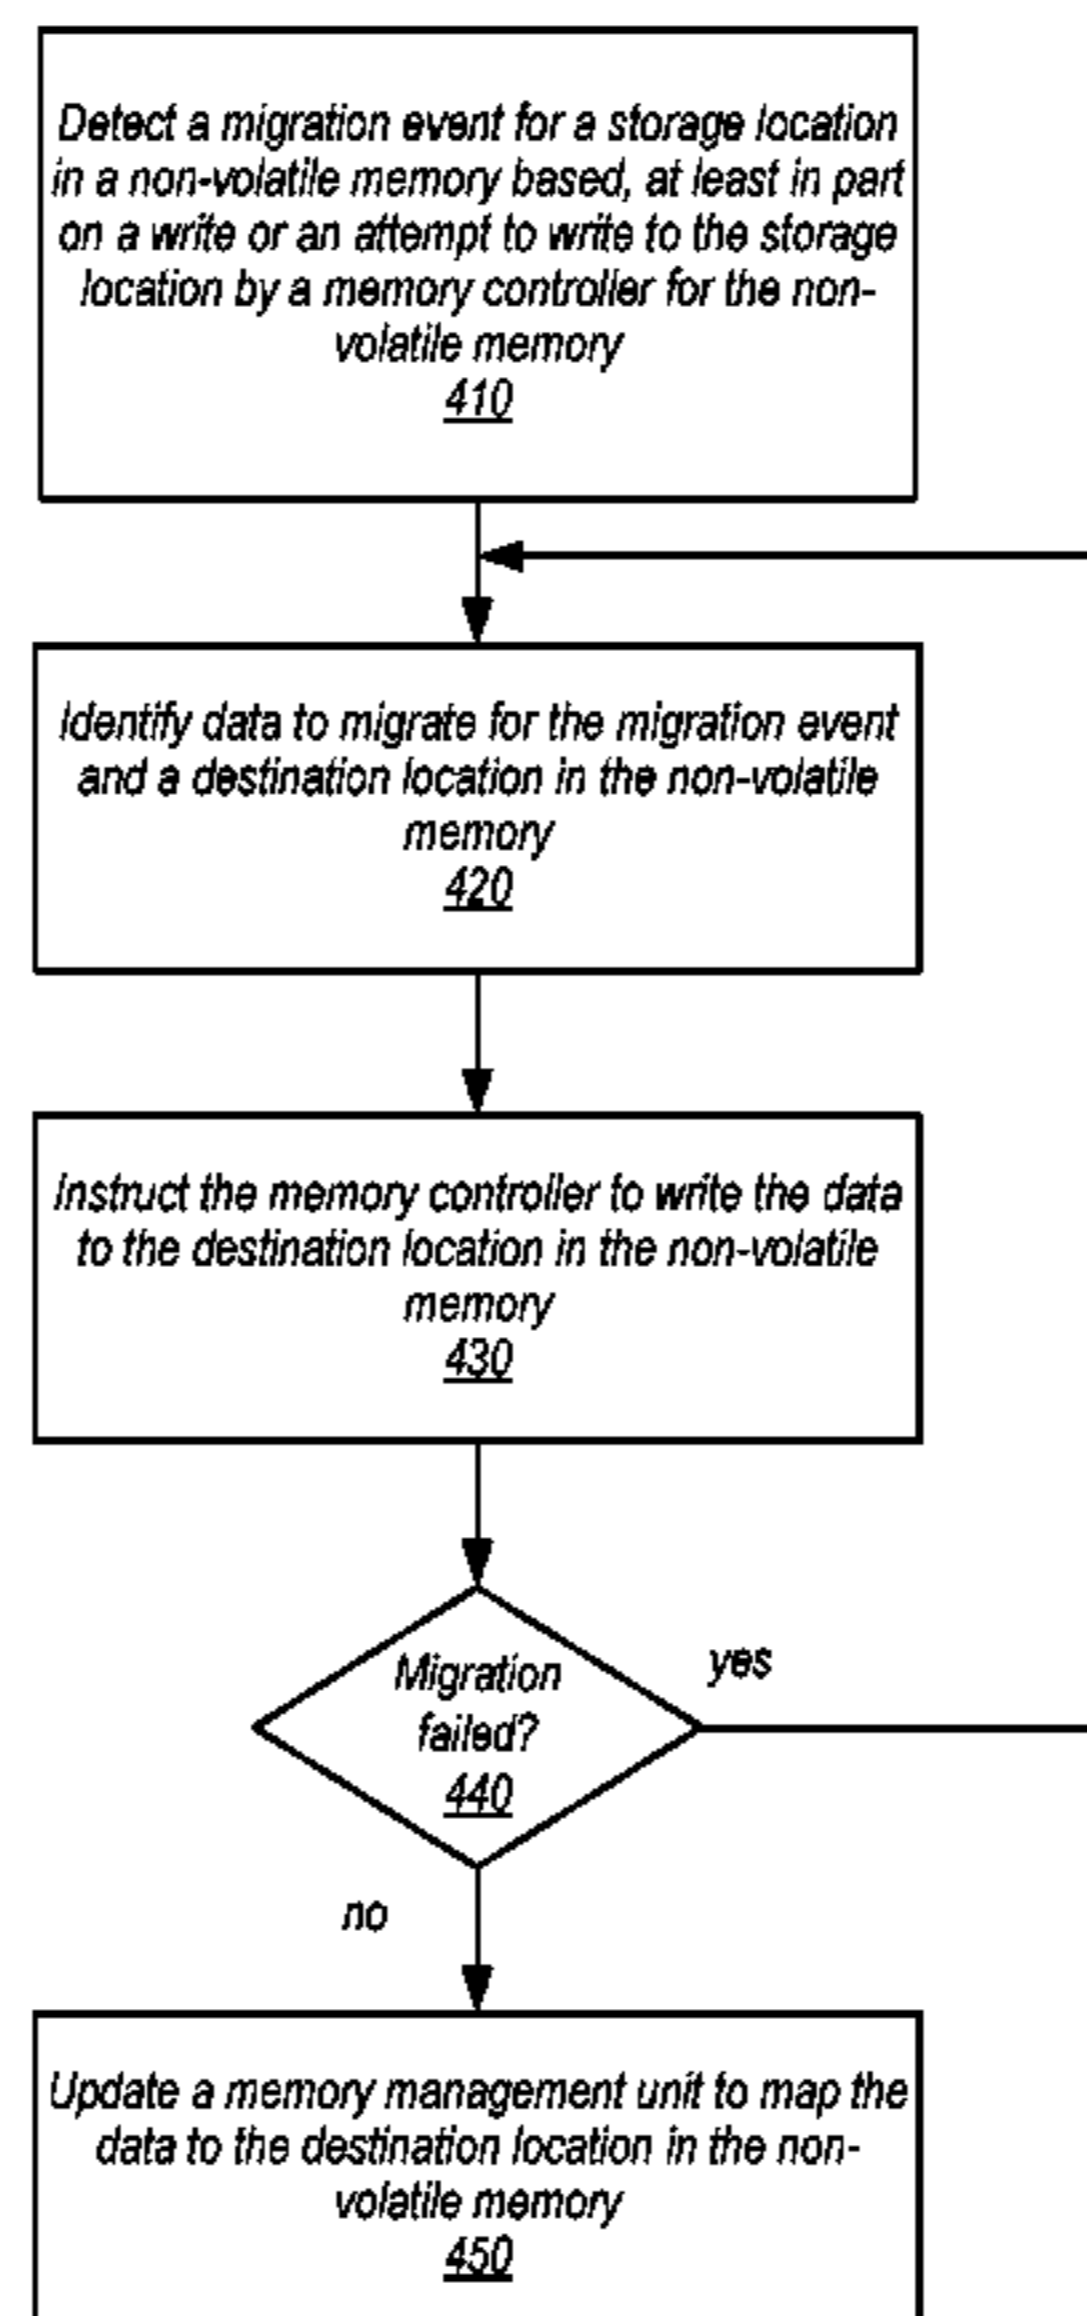 Detect a migration event for a storage location
in a non-volatile memory based, at least in part
on a write or an attempt to write to the storage
location by a memory controller for the non-
volatile memory
410
Identify data to migrate for the migration event
and a destination location in the non-volatile
memory
420
Instruct the memory controller to write the data
to the destination location in the non-volatile
memory
430
Migration
failed?
440
yes
no
Update a memory management unit to map the
data to the destination location in the non-
volatile memory
450